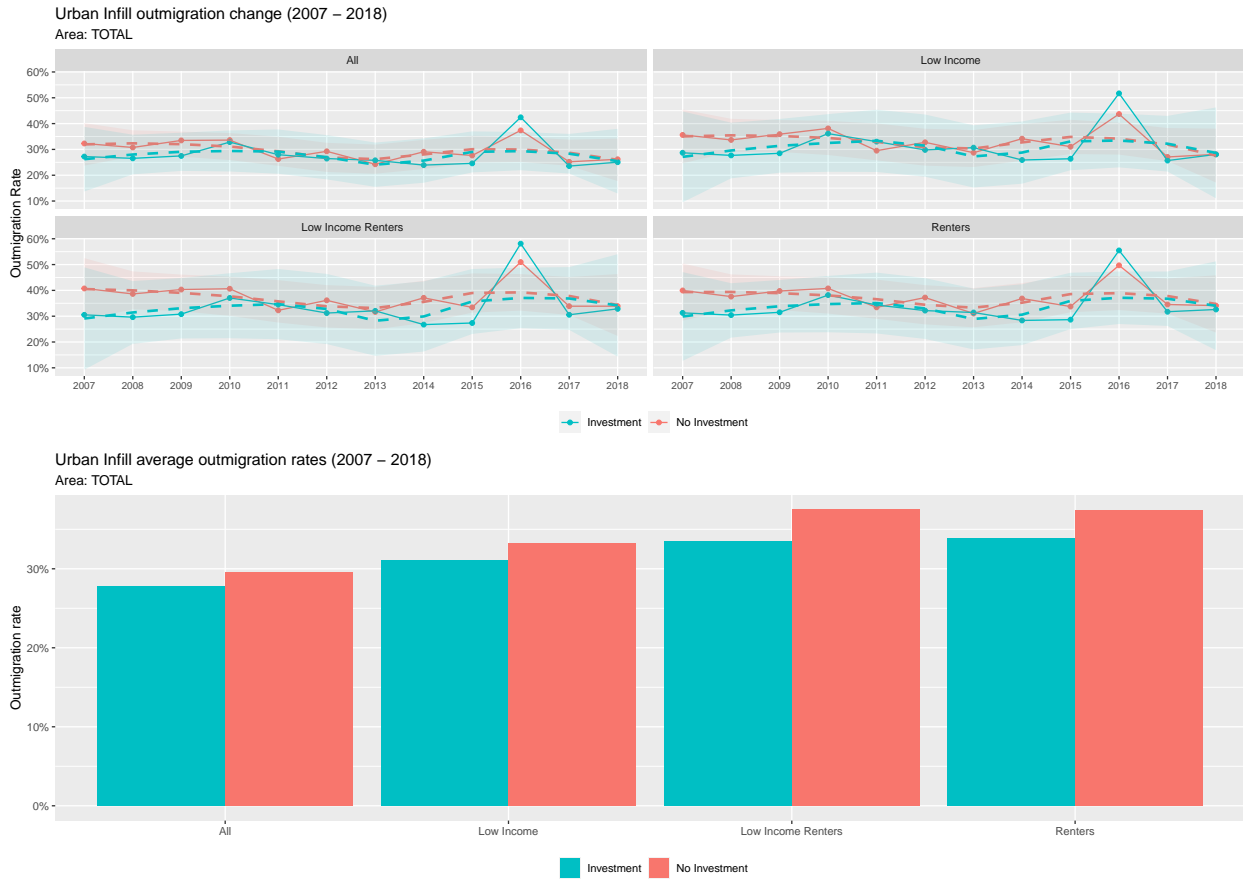 Urban Infill outmigration change (2007 – 2018)
Area: TOTAL
All
Low Income
60%
50%
40%
30%
20%
10%
Low Income Renters
Renters
60%
50%
40%
30%
20%
10%
Outmigration Rate
2007 2008 2009 2010 2011 2012 2013 2014 2015 2016 2017 2018
2007 2008 2009 2010 2011 2012 2013 2014 2015 2016 2017 2018
Investment No Investment
Urban Infill average outmigration rates (2007 – 2018)
Area: TOTAL
Outmigration rate
30%
20%
10%
0%
All Low Income Low Income Renters Renters
Investment No Investment